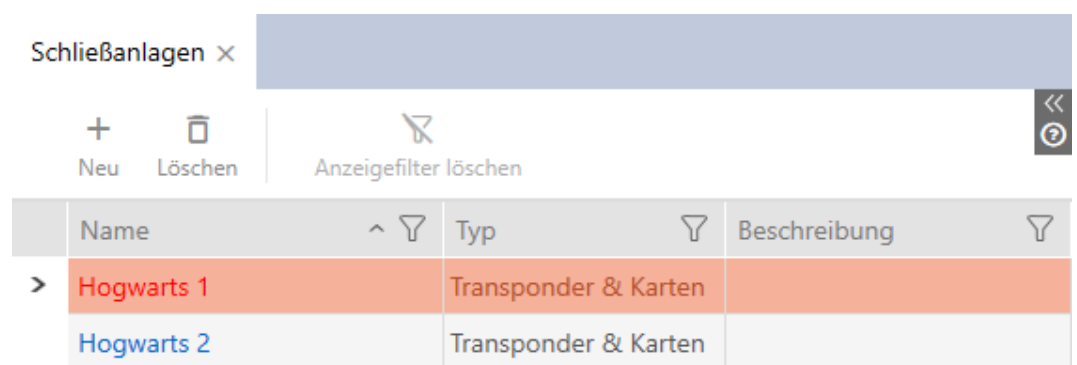 Schließanlagen
Neu Löschen Anzeigefilter löschen
Name Typ Beschreibung
Hogwarts 1 Transponder & Karten
Hogwarts 2 Transponder & Karten